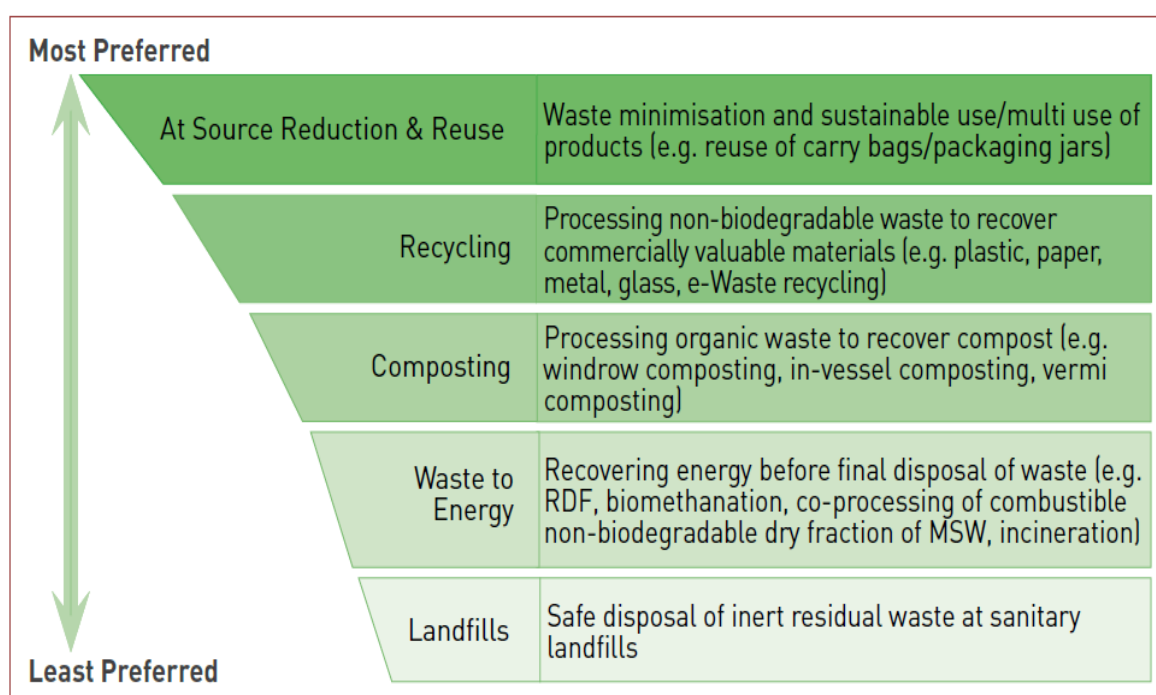 Most Preferred
At Source Reduction & Reuse
Waste minimisation and sustainable use/multi use of
products (e.g. reuse of carry bags/packaging jars)
Recycling
Processing non-biodegradable waste to recover
commercially valuable materials (e.g. plastic, paper,
metal, glass, e-Waste recycling)
Composting
Processing organic waste to recover compost (e.g.
windrow composting, in-vessel composting, vermi
composting)
Waste to
Energy
Recovering energy before final disposal of waste (e.g.
RDF, biomethanation, co-processing of combustible
non-biodegradable dry fraction of MSW, incineration)
Landfills
Safe disposal of inert residual waste at sanitary
landfills
Least Preferred